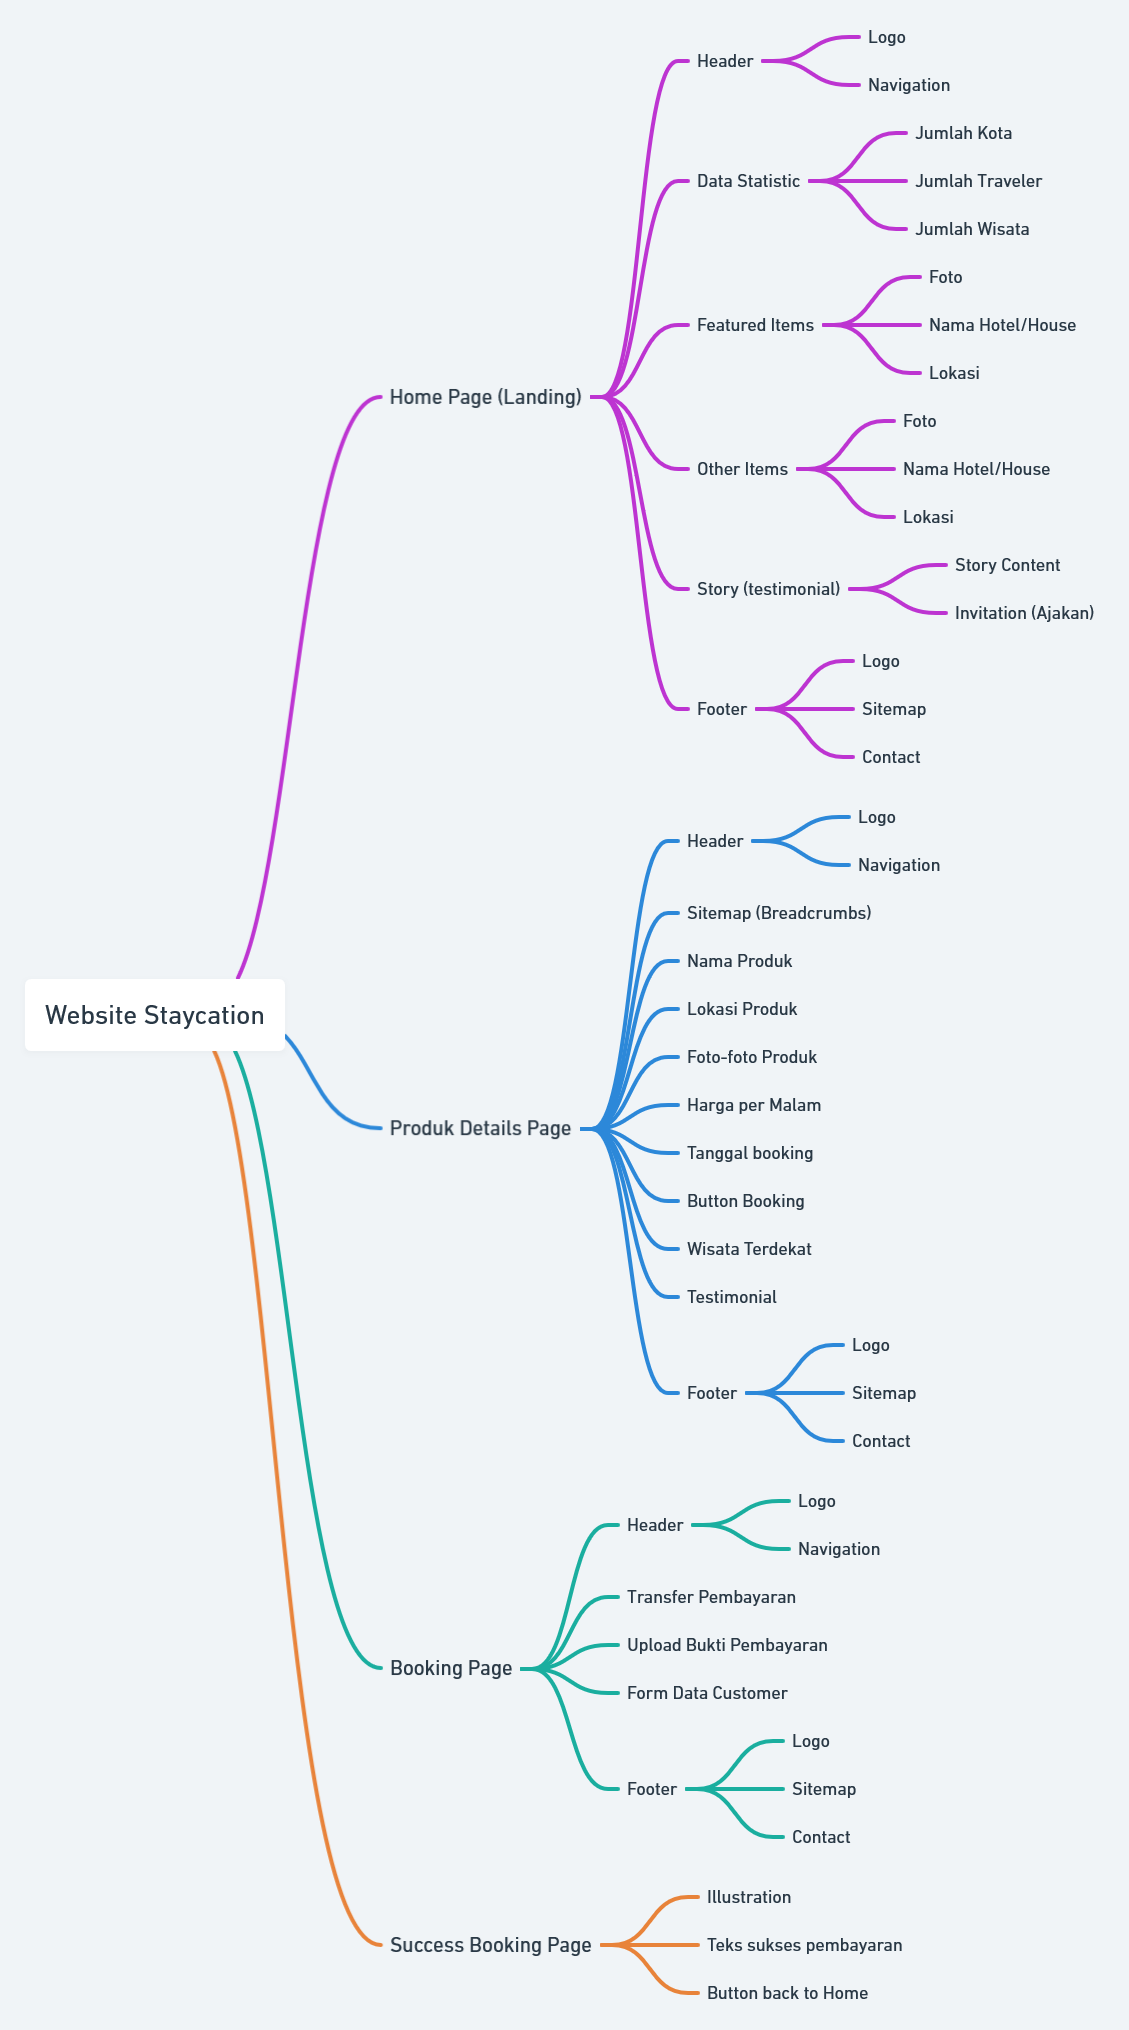 Website Staycation
Home Page (Landing)
Header
Logo
Navigation
Data Statistic
Jumlah Kota
Jumlah Traveler
Jumlah Wisata
Featured Items
Foto
Nama Hotel/House
Lokasi
Other Items
Foto
Nama Hotel/House
Lokasi
Story (testimonial)
Story Content
Invitation (Ajakan)
Footer
Logo
Sitemap
Contact
Produk Details Page
Header
Logo
Navigation
Sitemap (Breadcrumbs)
Nama Produk
Lokasi Produk
Foto-foto Produk
Harga per Malam
Tanggal booking
Button Booking
Wisata Terdekat
Testimonial
Footer
Logo
Sitemap
Contact
Booking Page
Header
Logo
Navigation
Transfer Pembayaran
Upload Bukti Pembayaran
Form Data Customer
Footer
Logo
Sitemap
Contact
Success Booking Page
Illustration
Teks sukses pembayaran
Button back to Home